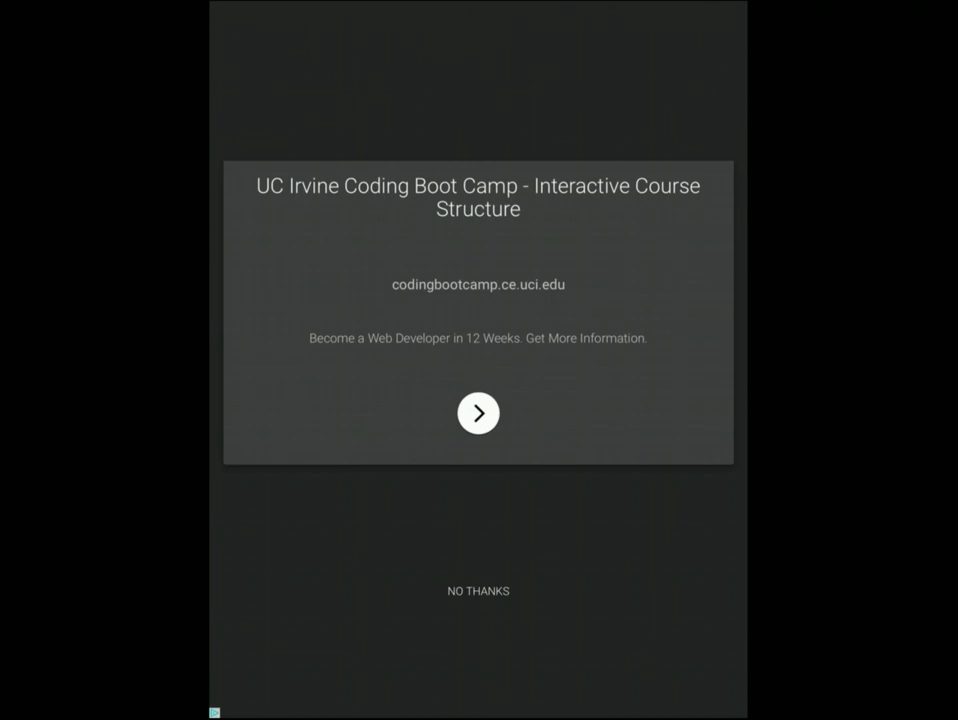 UC Irvine Coding Boot Camp - Interactive Course
Structure
codingbootcamp.ce.uci.edu
Become a Web Developer in 12 Weeks. Get More Information.
NO THANKS